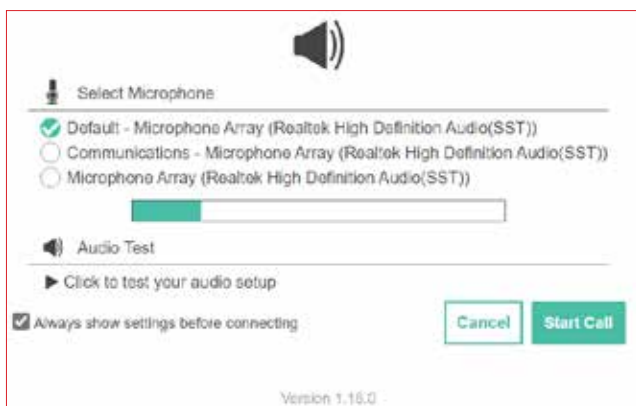 Select Microphone
Default - Microphone Array (Realtek High Definition Audio(SST))
Communications - Microphone Array (Realtek High Definition Audio(SST))
Microphone Array (Realtek High Definition Audio(SST))
Audio Test
Click to test your audio setup
Always show settings before connecting
Cancel
Start Call
Version 1.16.0